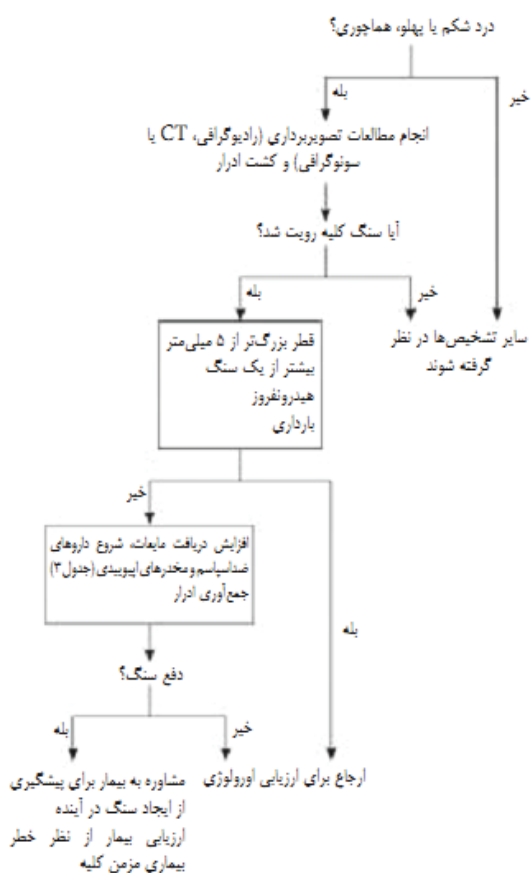 درد شکم یا پهلو، هماچوری؟
بله
خیر
انجام مطالعات تصویربرداری (رادیوگرافی، CT یا
سونوگرافی) و کشت ادرار
آیا سنگ کلیه رویت شد؟
بله
خیر
سایر تشخیص‌ها در نظر
گرفته شوند
قطر بزرگ‌تر از ۵ میلی‌متر
بیشتر از یک سنگ
هیدرونفروز
بارداری
خیر
بله
افزایش دریافت مایعات، شروع داروهای
ضداسپاسم و مخدرهای اپیوییدی (جدول۳)
جمع‌آوری ادرار
دفع سنگ؟
بله
خیر
ارجاع برای ارزیابی اورولوژی
مشاوره به بیمار برای پیشگیری
از ایجاد سنگ در آینده
ارزیابی بیمار از نظر خطر
بیماری مزمن کلیه